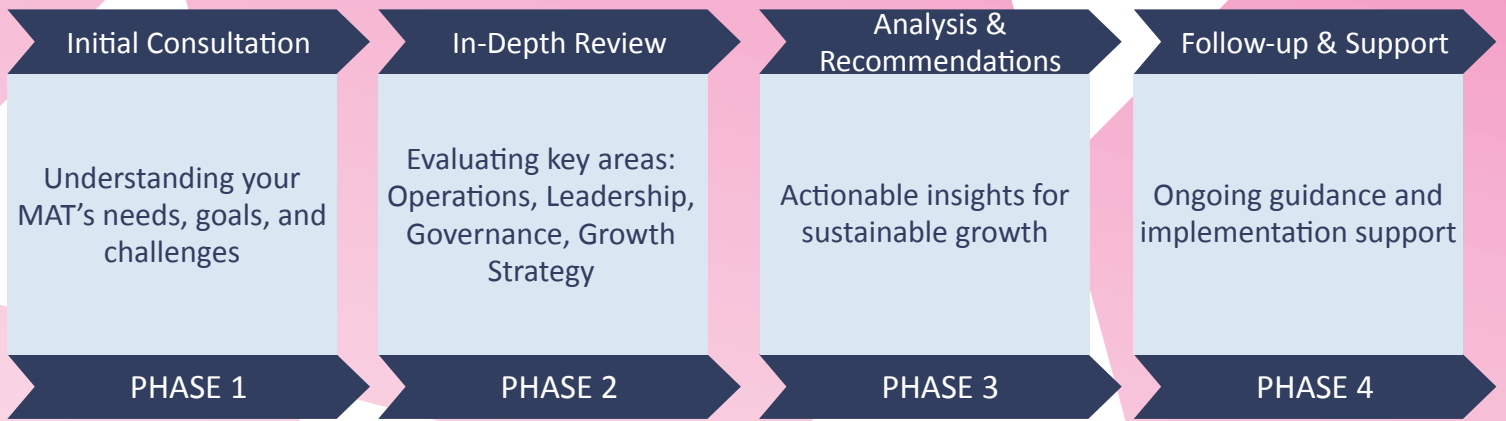 Initial Consultation
Understanding your
MAT’s needs, goals, and
challenges
PHASE 1
In-Depth Review
Evaluating key areas:
Operations, Leadership,
Governance, Growth
Strategy
PHASE 2
Analysis &
Recommendations
Actionable insights for
sustainable growth
PHASE 3
Follow-up & Support
Ongoing guidance and
implementation support
PHASE 4